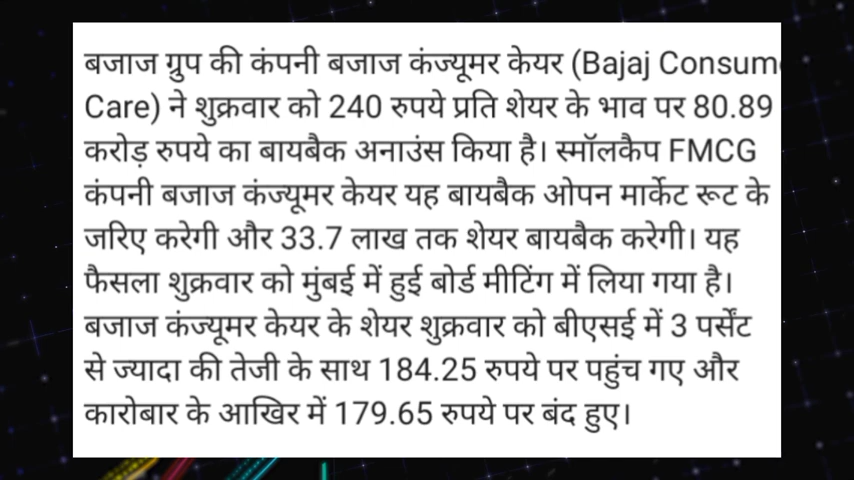 बजाज ग्रुप की कंपनी बजाज कंज्यूमर केयर (Bajaj Consume
Care) ने शुक्रवार को 240 रुपये प्रति शेयर के भाव पर 80.89
करोड़ रुपये का बायबैक अनाउंस किया है। स्मॉलकैप FMCG
कंपनी बजाज कंज्यूमर केयर यह बायबैक ओपन मार्केट रूट के
जरिए करेगी और 33.7 लाख तक शेयर बायबैक करेगी। यह
फैसला शुक्रवार को मुंबई में हुई बोर्ड मीटिंग में लिया गया है।
बजाज कंज्यूमर केयर के शेयर शुक्रवार को बीएसई में 3 पर्सेंट
से ज्यादा की तेजी के साथ 184.25 रुपये पर पहुंच गए और
कारोबार के आखिर में 179.65 रुपये पर बंद हुए।